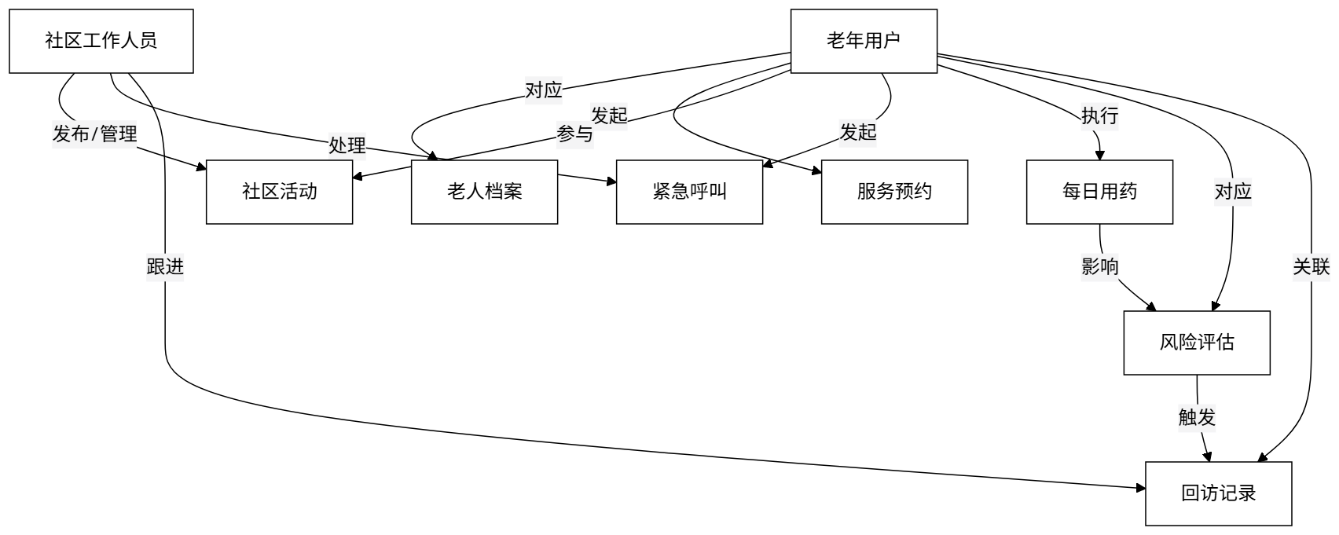 社区工作人员
老年用户
对应
发起
执行
发布/管理
参与
发起
处理
社区活动
老人档案
紧急呼叫
服务预约
每日用药
对应
跟进
影响
关联
风险评估
触发
回访记录